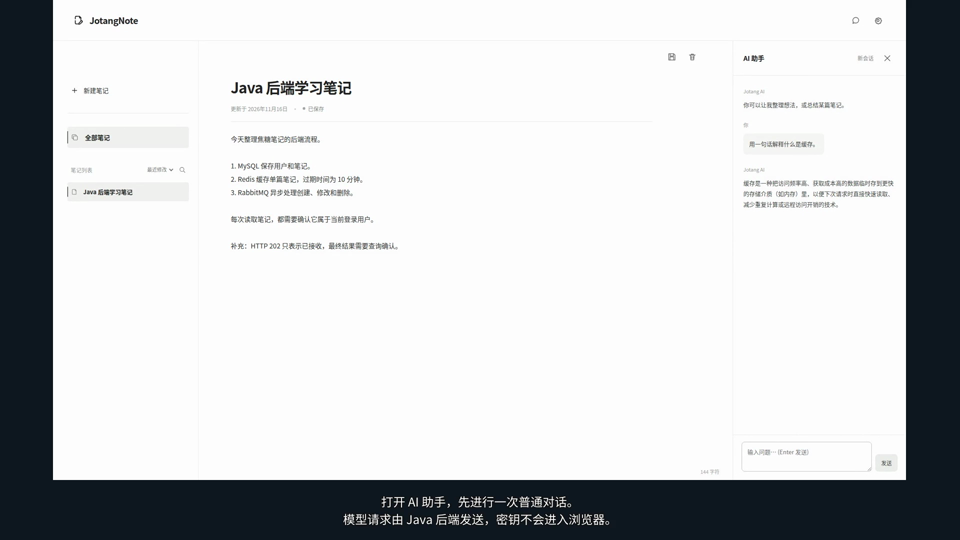 JotangNote
新建笔记
全部笔记
笔记列表
最近修改
Java 后端学习笔记
Java 后端学习笔记
更新于 2026年11月16日 · 已保存
今天整理焦糖笔记的后端流程。
1. MySQL 保存用户和笔记。
2. Redis 缓存单篇笔记，过期时间为 10 分钟。
3. RabbitMQ 异步处理创建、修改和删除。
每次读取笔记，都需要确认它属于当前登录用户。
补充：HTTP 202 只表示已接收，最终结果需要查询确认。
144 字符
AI 助手
新会话
Jotang AI
你可以让我整理想法，或总结某篇笔记。
你
用一句话解释什么是缓存。
Jotang AI
缓存是一种把访问频率高、获取成本高的数据临时存到更快
的存储介质（如内存）里，以便下次请求时直接快速读取，
减少重复计算或远程访问开销的技术。
输入问题… (Enter 发送)
发送
打开 AI 助手，先进行一次普通对话。
模型请求由 Java 后端发送，密钥不会进入浏览器。